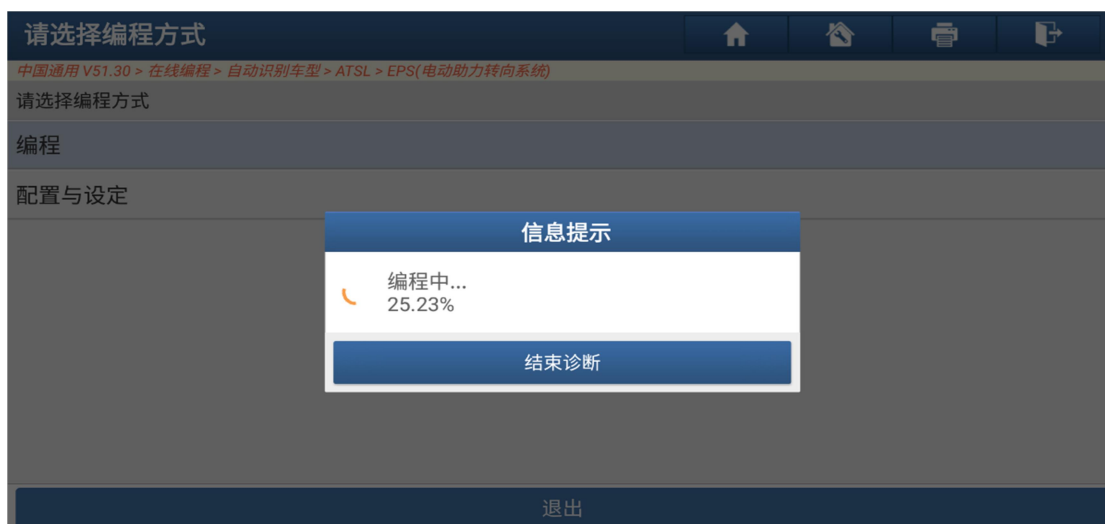 请选择编程方式
中国通用 V51.30 > 在线编程 > 自动识别车型 > ATSL > EPS(电动助力转向系统)
请选择编程方式
编程
配置与设定
信息提示
编程中...
25.23%
结束诊断
退出